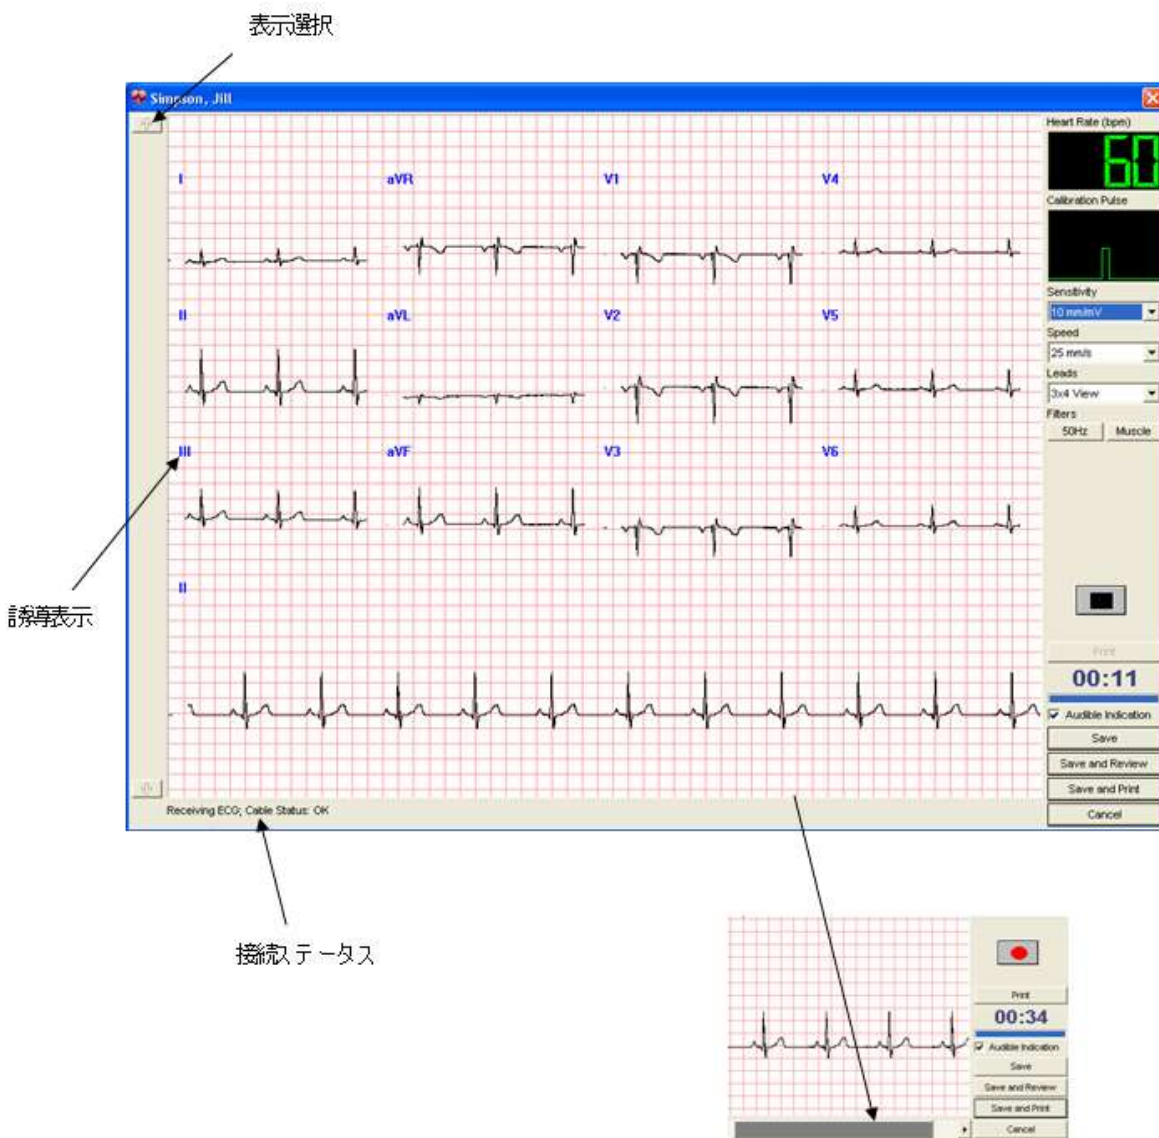 表示選択
Simpson, Jill
Heart Rate (bpm)
60
I aVR V1 V4
Calibration Pulse
Sensitivity
10 mm/mV
II aVL V2 V5
Speed
25 mm/s
Leads
3x4 View
Filters
50Hz Muscle
III aVF V3 V6
誘導表示
II
Print
00:11
Audible Indication
Save
Save and Review
Save and Print
Cancel
Receiving ECG; Cable Status: OK
接続ステータス
Print
00:34
Audible Indication
Save
Save and Review
Save and Print
Cancel